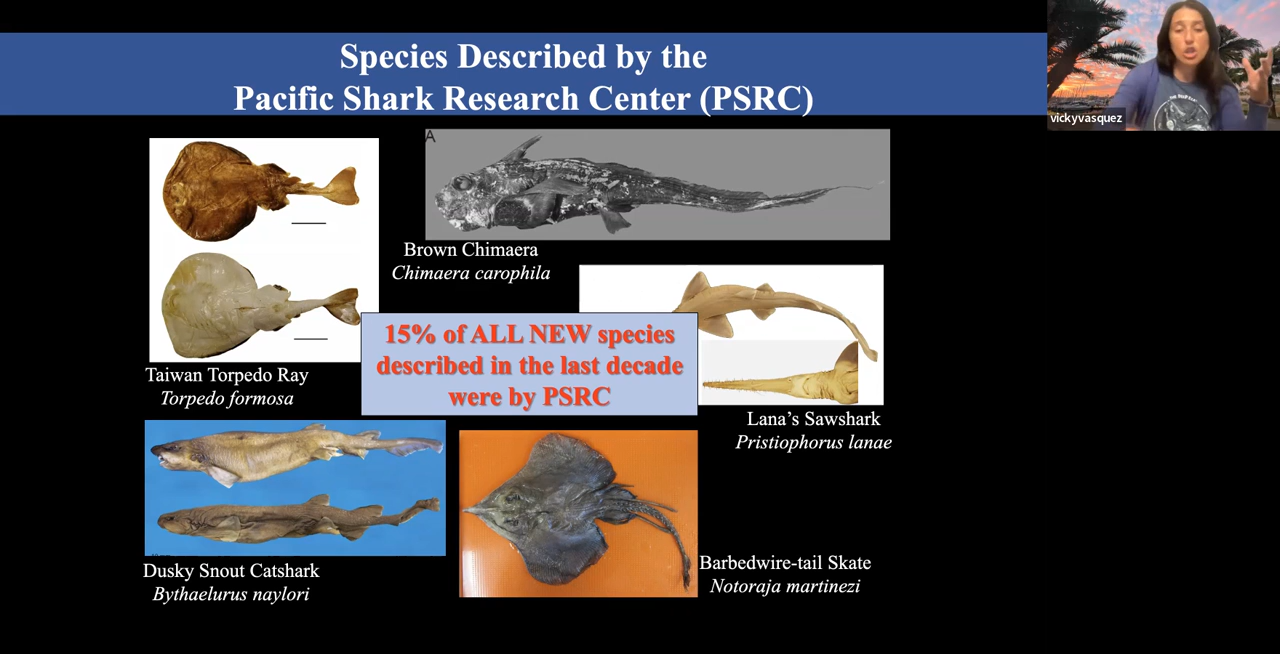 Species Described by the
Pacific Shark Research Center (PSRC)
vickyvasquez
A
Brown Chimaera
Chimaera carophila
15% of ALL NEW species
described in the last decade
were by PSRC
Taiwan Torpedo Ray
Torpedo formosa
Lana’s Sawshark
Pristiophorus lanae
Dusky Snout Catshark
Bythaelurus naylori
Barbedwire-tail Skate
Notoraja martinezi